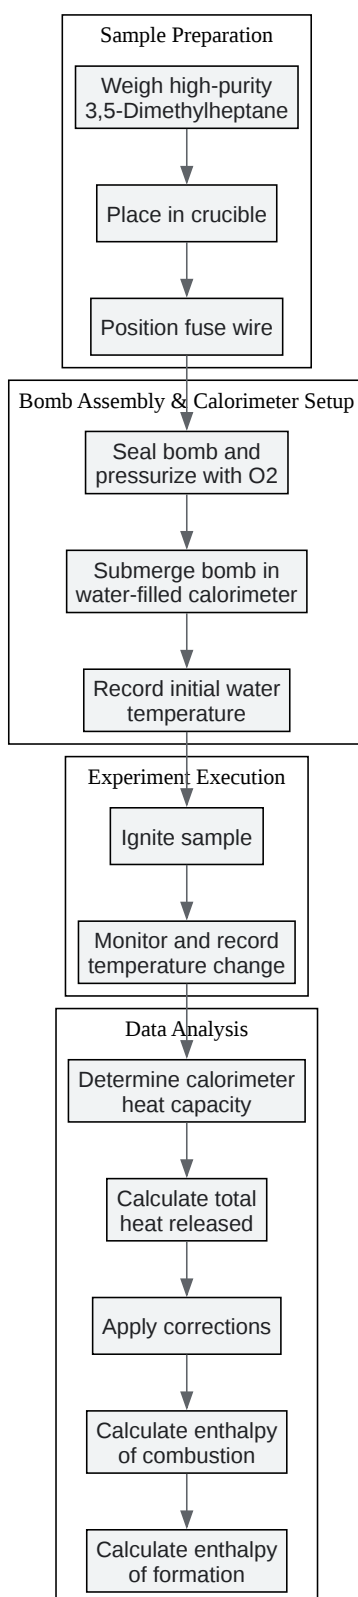 Sample Preparation
Weigh high-purity
3,5-Dimethylheptane
Place in crucible
Position fuse wire
Bomb Assembly & Calorimeter Setup
Seal bomb and
pressurize with O2
Submerge bomb in
water-filled calorimeter
Record initial water
temperature
Experiment Execution
Ignite sample
Monitor and record
temperature change
Data Analysis
Determine calorimeter
heat capacity
Calculate total
heat released
Apply corrections
Calculate enthalpy
of combustion
Calculate enthalpy
of formation